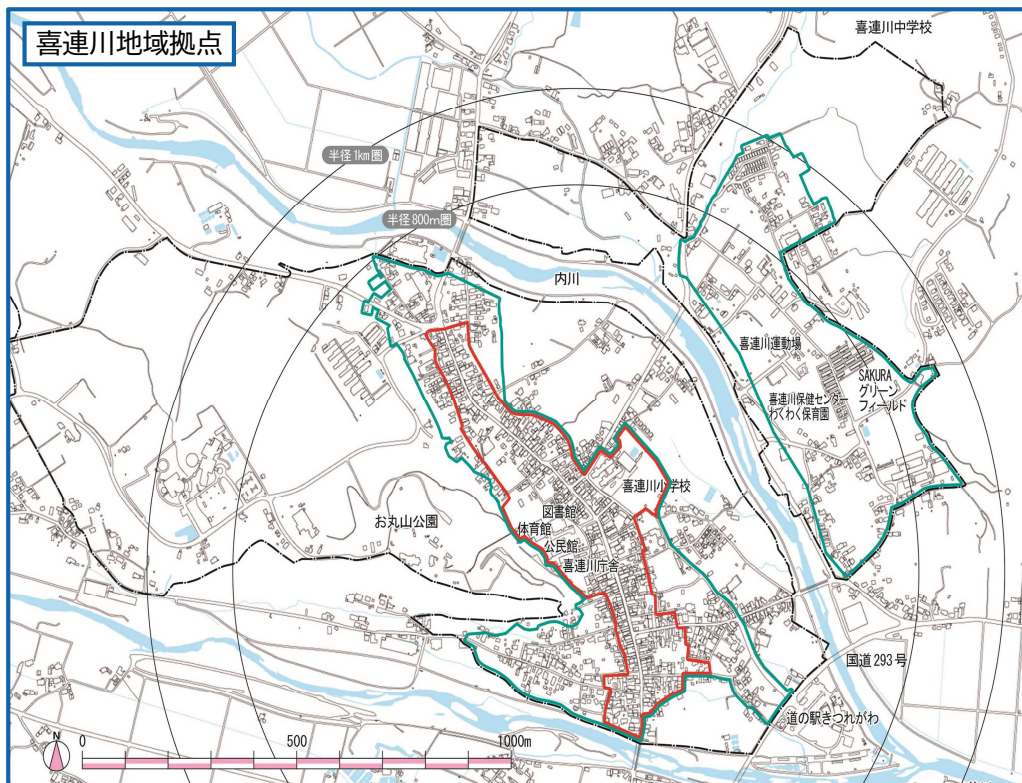 喜連川地域拠点
喜連川中学校
半径1km圏
半径800m圏
内川
喜連川運動場
SAKURA
グリーン
フィールド
喜連川保健センター
わくわく保育園
喜連川小学校
図書館
お丸山公園
体育館
公民館
喜連川庁舎
国道293号
道の駅きつれがわ
N
0
500
1000m